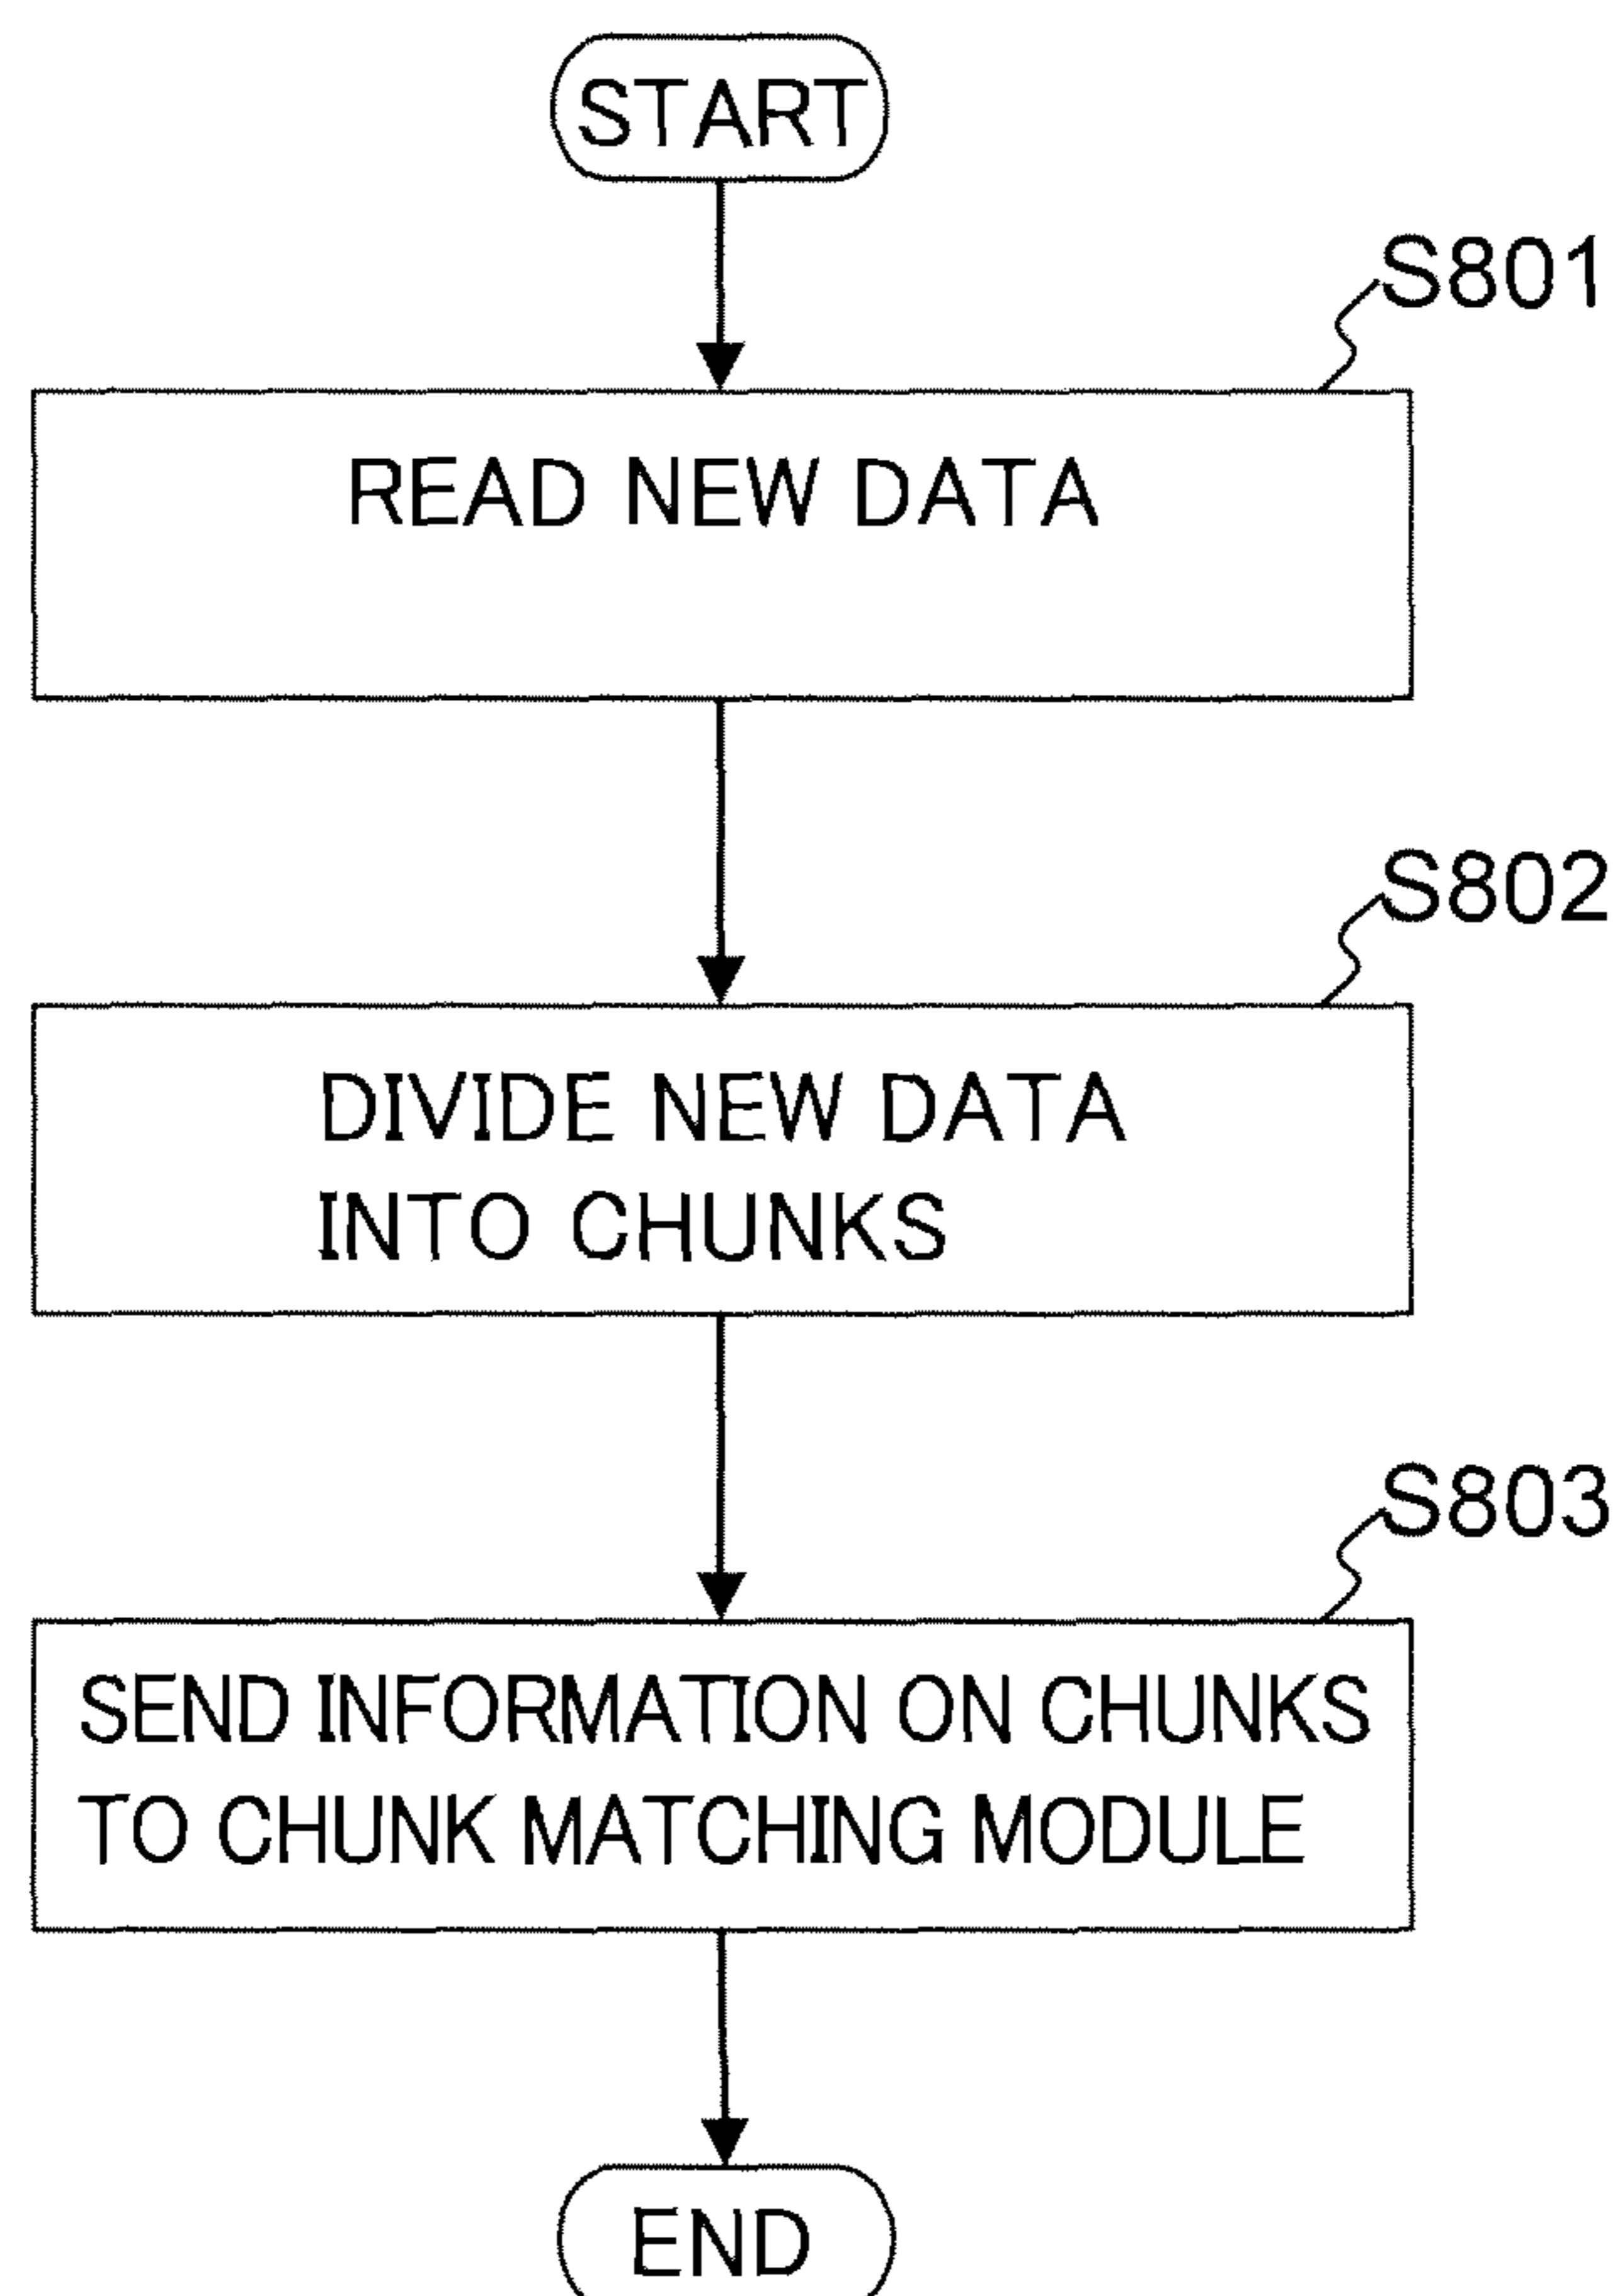 START
S801
READ NEW DATA
S802
DIVIDE NEW DATA
INTO CHUNKS
S803
SEND INFORMATION ON CHUNKS
TO CHUNK MATCHING MODULE
END